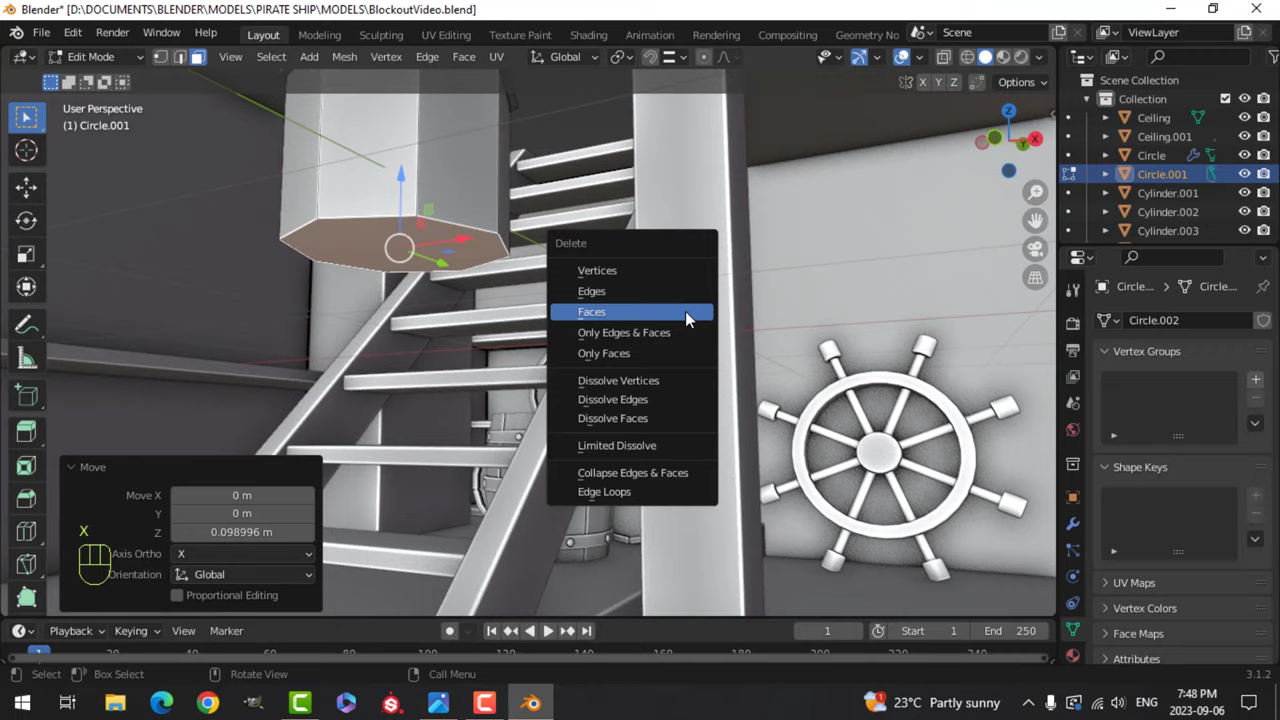 Blender* [D:\DOCUMENTS\BLENDER\MODELS\PIRATE SHIP\MODELS\BlockoutVideo.blend]
File Edit Render Window Help Layout Modeling Sculpting UV Editing Texture Paint Shading Animation Rendering Compositing Geometry No Scene ViewLayer
Edit Mode View Select Add Mesh Vertex Edge Face UV Global
X Y Z Options
User Perspective
(1) Circle.001
Scene Collection
Collection
Ceiling
Ceiling.001
Circle
Circle.001
Cylinder.001
Cylinder.002
Cylinder.003
Z
X
Y
Delete
Vertices
Edges
Faces
Only Edges & Faces
Only Faces
Dissolve Vertices
Dissolve Edges
Dissolve Faces
Limited Dissolve
Collapse Edges & Faces
Edge Loops
Circle... Circle...
Circle.002
Vertex Groups
Shape Keys
UV Maps
Vertex Colors
Face Maps
Attributes
Move
Move X 0 m
Y 0 m
Z 0.098996 m
Axis Ortho X
Orientation Global
Proportional Editing
X
Playback Keying View Marker 1 Start 1 End 250
Select Box Select Rotate View Call Menu 3.1.2
23°C Partly sunny ENG 7:48 PM
2023-09-06